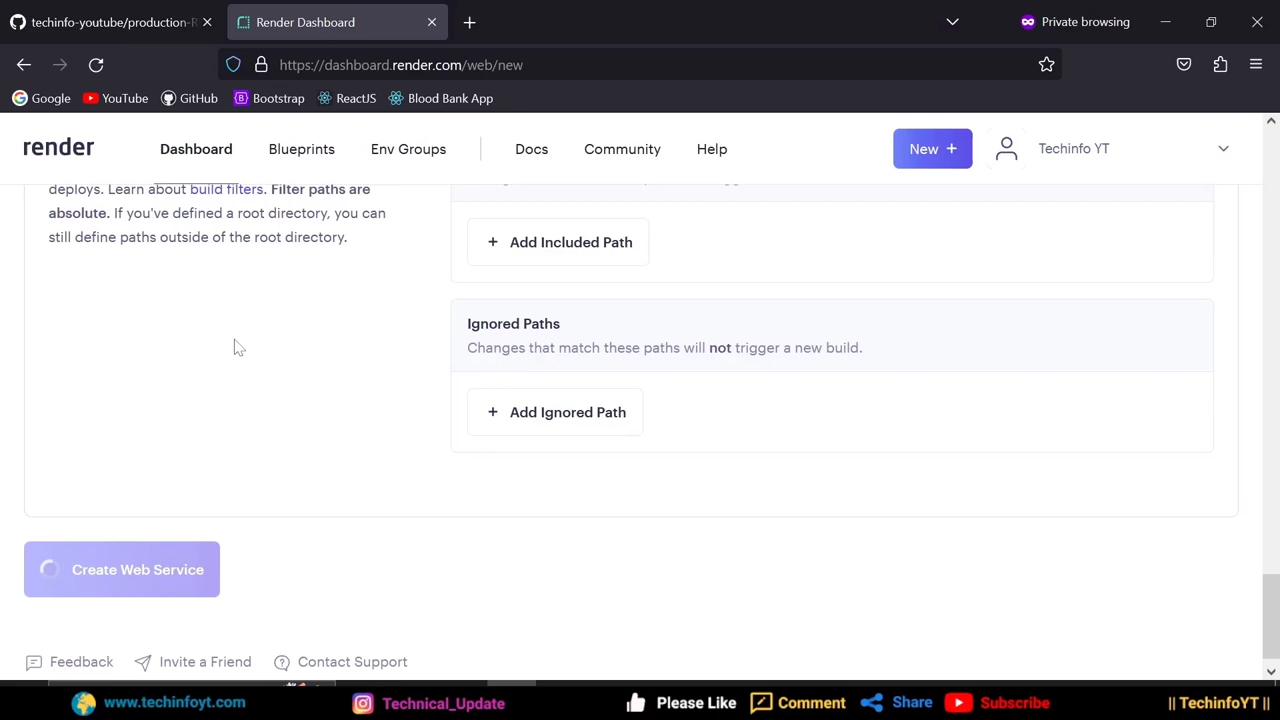 techinfo-youtube/production-R
Render Dashboard
Private browsing
https://dashboard.render.com/web/new
Google
YouTube
GitHub
Bootstrap
ReactJS
Blood Bank App
render
Dashboard
Blueprints
Env Groups
Docs
Community
Help
New +
Techinfo YT
deploys. Learn about build filters. Filter paths are
absolute. If you've defined a root directory, you can
still define paths outside of the root directory.
+ Add Included Path
Ignored Paths
Changes that match these paths will not trigger a new build.
+ Add Ignored Path
Create Web Service
Feedback
Invite a Friend
Contact Support
www.techinfoyt.com
Technical_Update
Please Like
Comment
Share
Subscribe
|| TechinfoYT ||